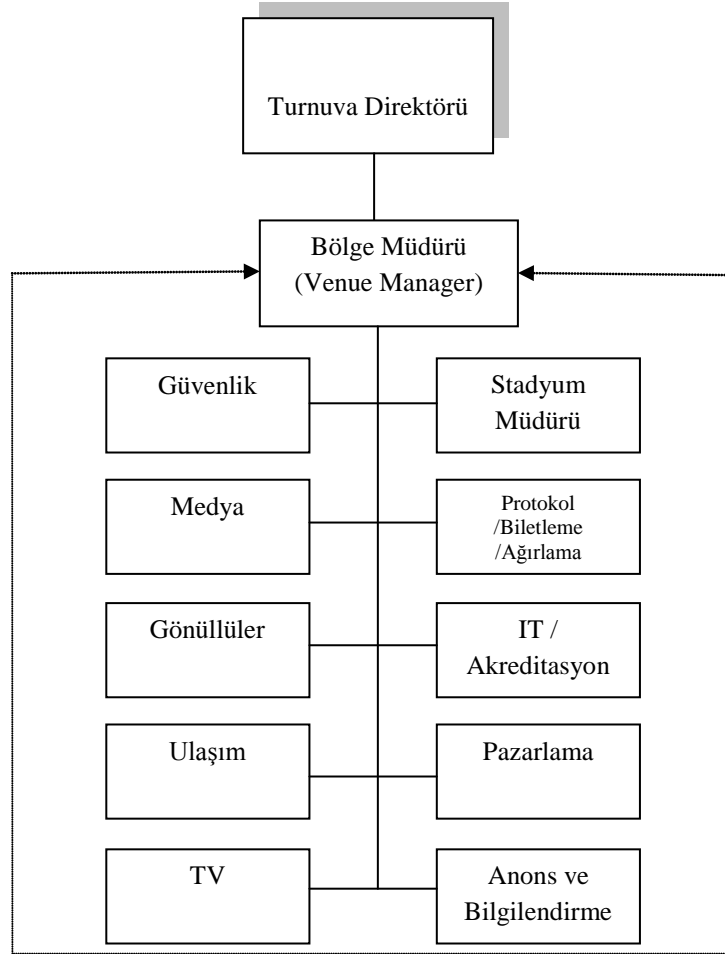 Turnuva Direktörü
Bölge Müdürü
(Venue Manager)
Güvenlik
Stadyum
Müdürü
Medya
Protokol
/Biletleme
/Ağırlama
Gönüllüler
IT /
Akreditasyon
Ulaşım
Pazarlama
TV
Anons ve
Bilgilendirme